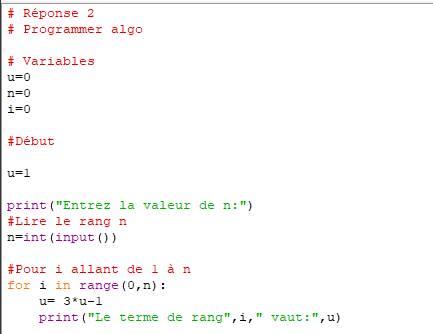 # Réponse 2
# Programmer algo
# Variables
u=0
n=0
i=0
#Début
u=1
print("Entrez la valeur de n:")
#Lire le rang n
n=int(input())
#Pour i allant de 1 à n
for i in range(0,n):
    u= 3*u-1
    print("Le terme de rang",i," vaut:",u)